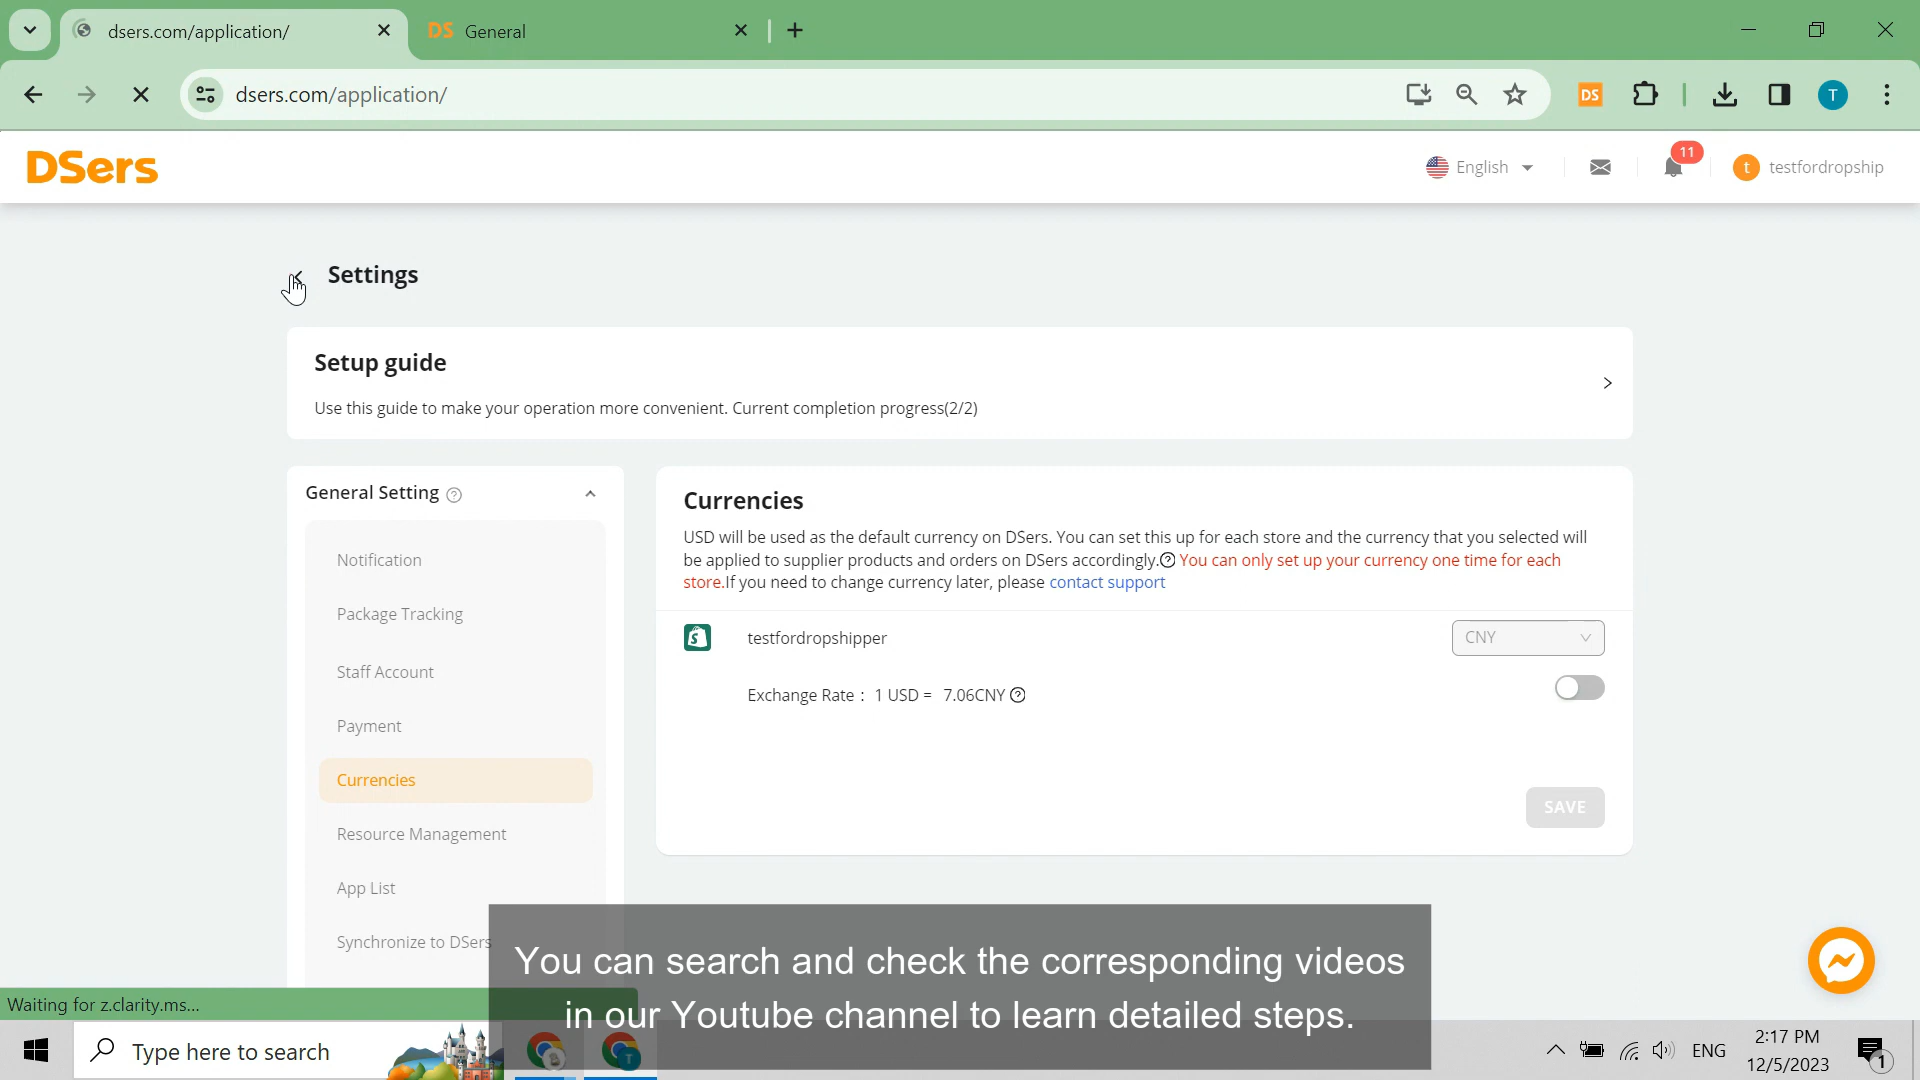 dsers.com/application/
DS General
dsers.com/application/
DS
T
DSers
English
11
t testfordropship
Settings
Setup guide
Use this guide to make your operation more convenient. Current completion progress(2/2)
General Setting
Notification
Package Tracking
Staff Account
Payment
Currencies
Resource Management
App List
Synchronize to DSers
Currencies
USD will be used as the default currency on DSers. You can set this up for each store and the currency that you selected will
be applied to supplier products and orders on DSers accordingly. You can only set up your currency one time for each
store.If you need to change currency later, please contact support
testfordropshipper
CNY
Exchange Rate : 1 USD = 7.06CNY
SAVE
You can search and check the corresponding videos
in our Youtube channel to learn detailed steps.
Waiting for z.clarity.ms...
Type here to search
T
ENG
2:17 PM
12/5/2023
1